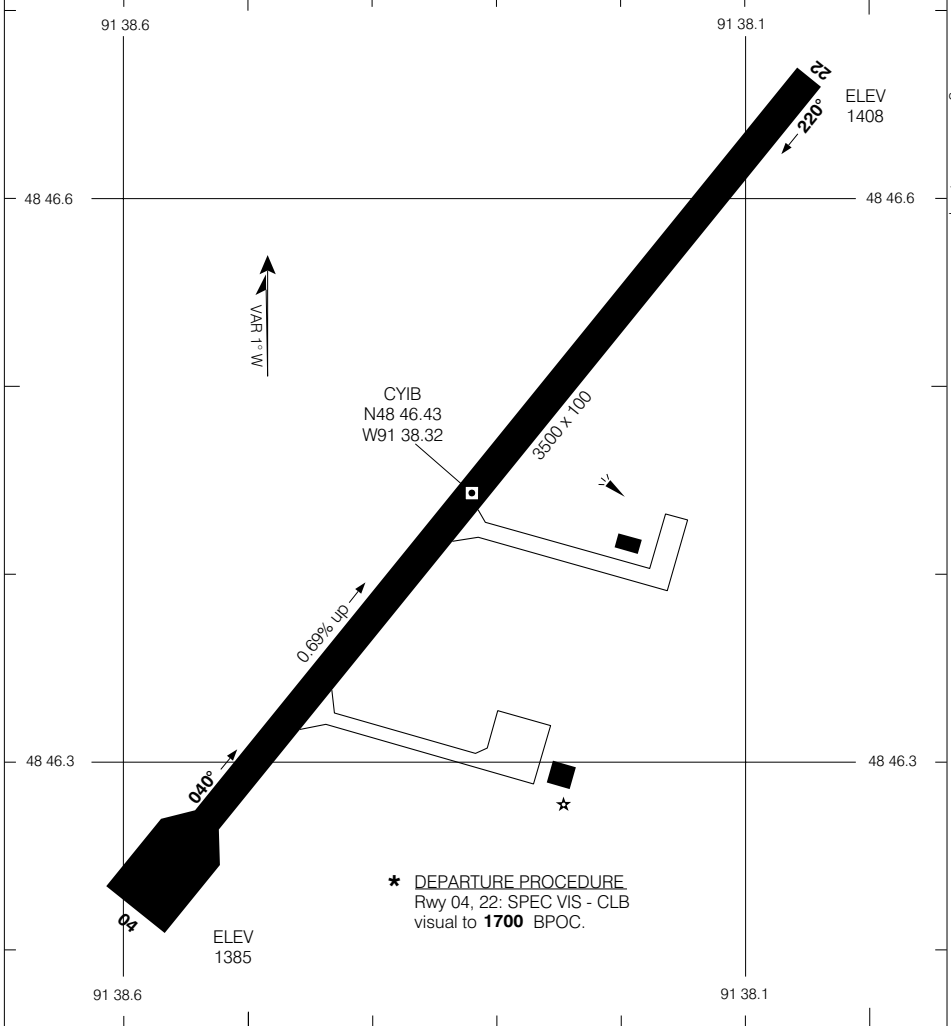 91 38.6
91 38.1
22
ELEV
1408
220°
48 46.6
48 46.6
VAR 1° W
CYIB
N48 46.43
W91 38.32
3500 x 100
0.69% up
48 46.3
48 46.3
040°
* DEPARTURE PROCEDURE
Rwy 04, 22: SPEC VIS - CLB
visual to 1700 BPOC.
04
ELEV
1385
91 38.6
91 38.1